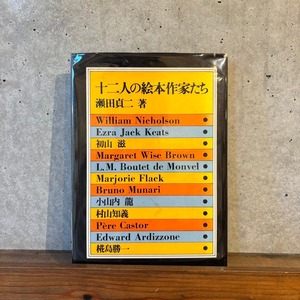 十二人の絵本作家たち
瀬田貞二 著
William Nicholson
Ezra Jack Keats
初山 滋
Margaret Wise Brown
L.M. Boutet de Monvel
Marjorie Flack
Bruno Munari
小山内 龍
村山知義
Père Castor
Edward Ardizzone
椛島勝一